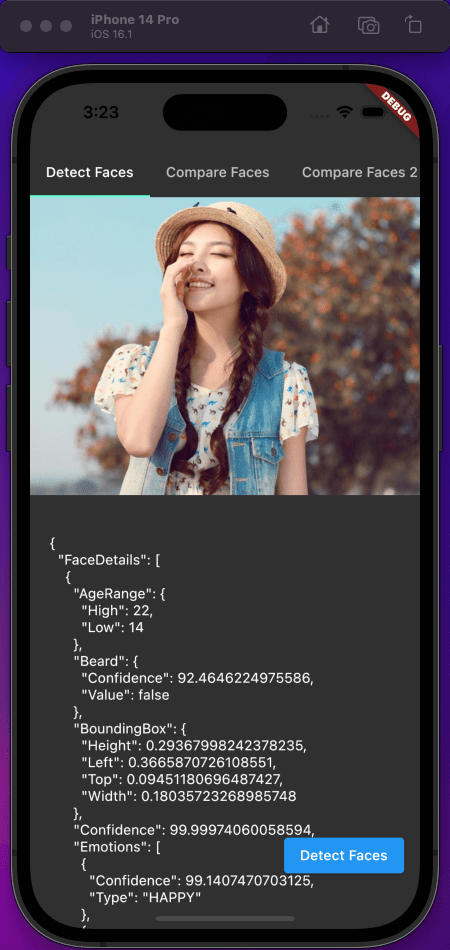 iPhone 14 Pro
iOS 16.1
3:23
DEBUG
Detect Faces
Compare Faces
Compare Faces 2
{
"FaceDetails": [
{
"AgeRange": {
"High": 22,
"Low": 14
},
"Beard": {
"Confidence": 92.4646224975586,
"Value": false
},
"BoundingBox": {
"Height": 0.29367998242378235,
"Left": 0.3665870726108551,
"Top": 0.09451180696487427,
"Width": 0.18035723268985748
},
"Confidence": 99.99974060058594,
"Emotions": [
{
"Confidence": 99.1407470703125,
"Type": "HAPPY"
},
{
Detect Faces